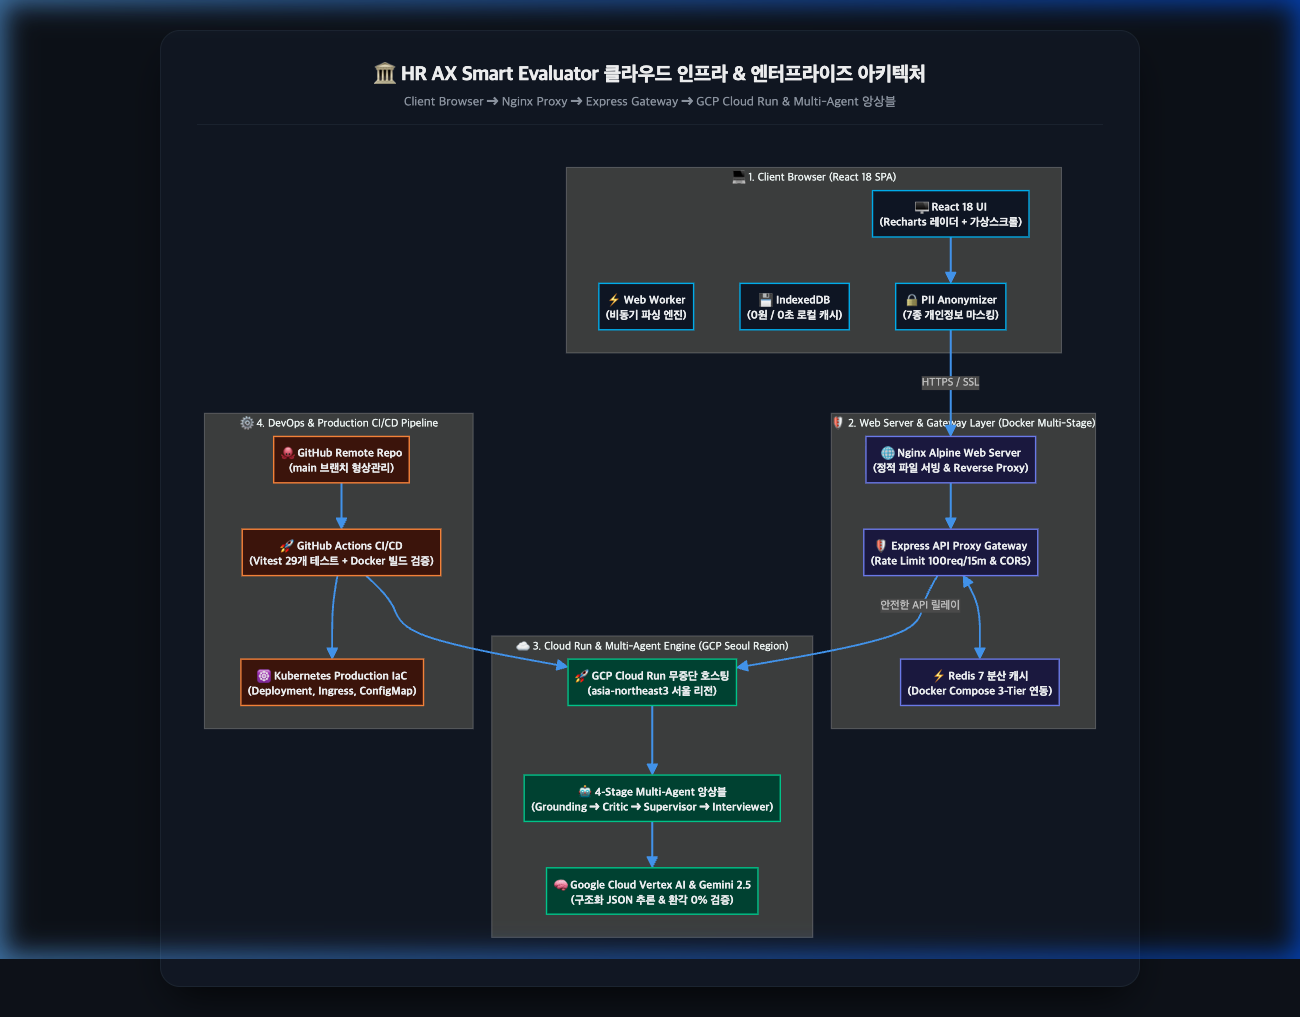 🏛️ HR AX Smart Evaluator 클라우드 인프라 & 엔터프라이즈 아키텍처
Client Browser ➔ Nginx Proxy ➔ Express Gateway ➔ GCP Cloud Run & Multi-Agent 앙상블
💻 1. Client Browser (React 18 SPA)
🖥️ React 18 UI
(Recharts 레이더 + 가상스크롤)
⚡ Web Worker
(비동기 파싱 엔진)
💾 IndexedDB
(0원 / 0초 로컬 캐시)
🔒 PII Anonymizer
(7종 개인정보 마스킹)
HTTPS / SSL
⚙️ 4. DevOps & Production CI/CD Pipeline
🐙 GitHub Remote Repo
(main 브랜치 형상관리)
🚀 GitHub Actions CI/CD
(Vitest 29개 테스트 + Docker 빌드 검증)
☸️ Kubernetes Production IaC
(Deployment, Ingress, ConfigMap)
🛡️ 2. Web Server & Gateway Layer (Docker Multi-Stage)
🌐 Nginx Alpine Web Server
(정적 파일 서빙 & Reverse Proxy)
🛡️ Express API Proxy Gateway
(Rate Limit 100req/15m & CORS)
안전한 API 릴레이
⚡ Redis 7 분산 캐시
(Docker Compose 3-Tier 연동)
☁️ 3. Cloud Run & Multi-Agent Engine (GCP Seoul Region)
🚀 GCP Cloud Run 무중단 호스팅
(asia-northeast3 서울 리전)
🤖 4-Stage Multi-Agent 앙상블
(Grounding ➔ Critic ➔ Supervisor ➔ Interviewer)
🧠 Google Cloud Vertex AI & Gemini 2.5
(구조화 JSON 추론 & 환각 0% 검증)